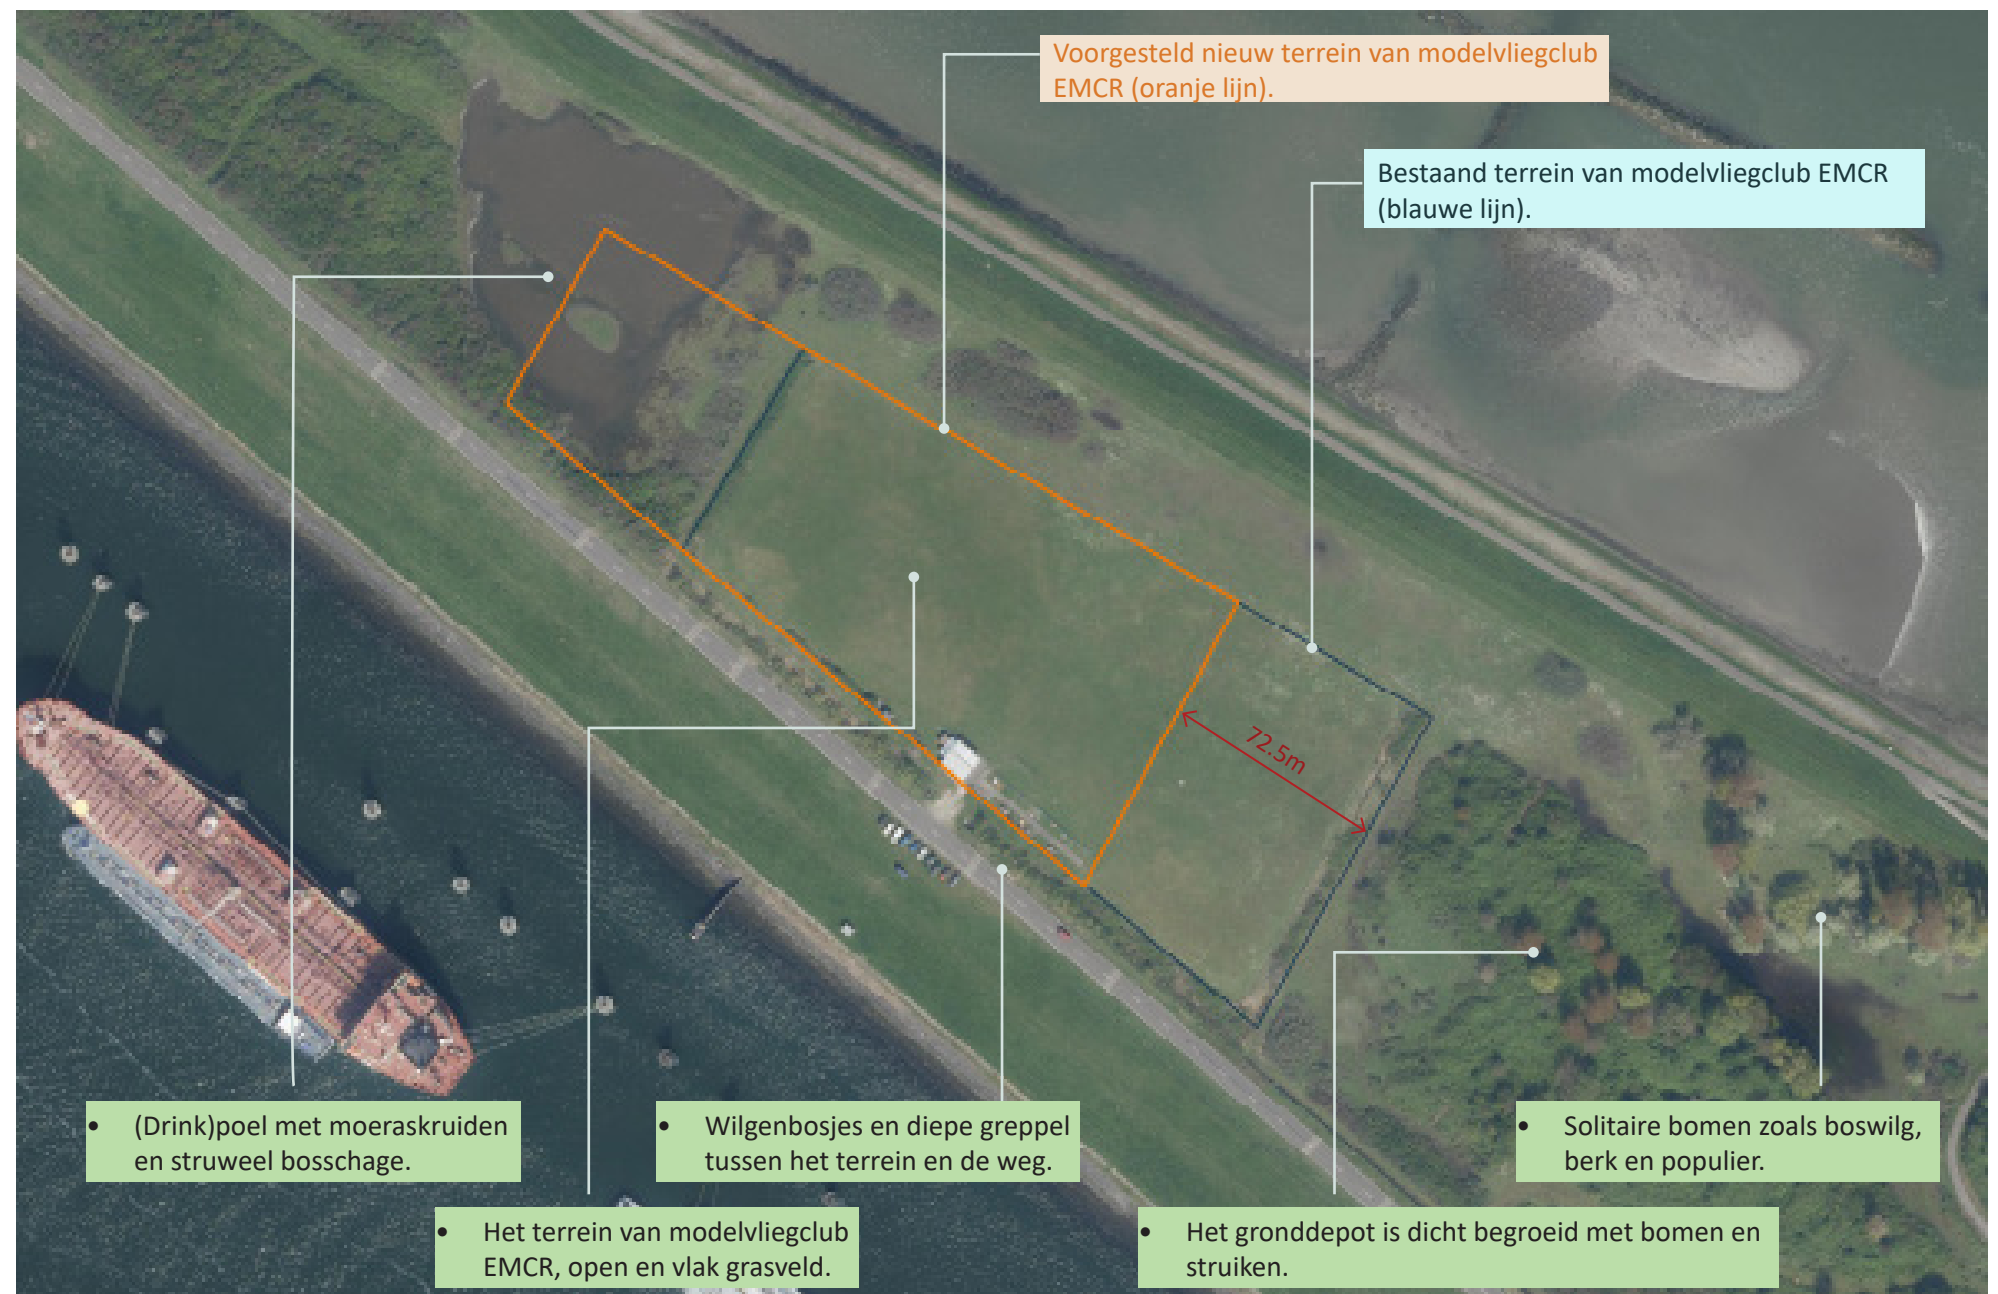 Voorgesteld nieuw terrein van modelvliegclub
EMCR (oranje lijn).
Bestaand terrein van modelvliegclub EMCR
(blauwe lijn).
72.5m
• (Drink)poel met moeraskruiden
en struweel bosschage.
• Wilgenbosjes en diepe greppel
tussen het terrein en de weg.
• Solitaire bomen zoals boswilg,
berk en populier.
• Het terrein van modelvliegclub
EMCR, open en vlak grasveld.
• Het gronddepot is dicht begroeid met bomen en
struiken.